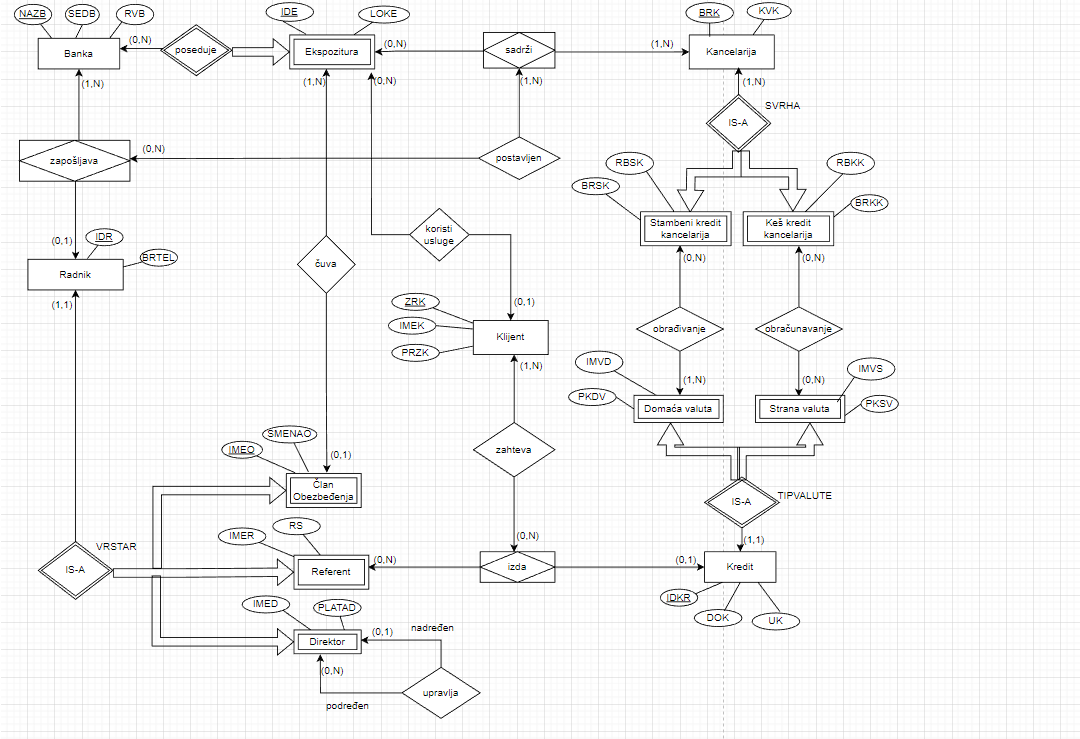 NAZB SEDB RVB IDE LOKE BRK KVK
Banka (0,N) poseduje Ekspozitura (0,N) sadrži (1,N) Kancelarija
(1,N) (1,N) (0,N) (1,N) (1,N)
SVRHA
IS-A
zapošljava (0,N) postavljen
RBSK RBKK
BRSK BRKK
Stambeni kredit
kancelarija
Keš kredit
kancelarija
koristi
usluge
(0,1) IDR
BRTEL
Radnik
(1,1)
čuva
(0,N) (0,N)
ZRK (0,1)
IMEK Klijent
PRZK
(1,N)
obrađivanje obračunavanje
IMVD (1,N) (0,N) IMVS
PKDV Domaća valuta Strana valuta PKSV
SMENAO
IMEO (0,1)
zahteva
Član
Obezbeđenja
IS-A TIPVALUTE
IMER RS
(0,N) (1,1)
VRSTAR
IS-A Referent (0,N) izda (0,1) Kredit
IDKR
DOK UK
IMED PLATAD
Direktor (0,1) nadređen
(0,N)
upravlja
podređen